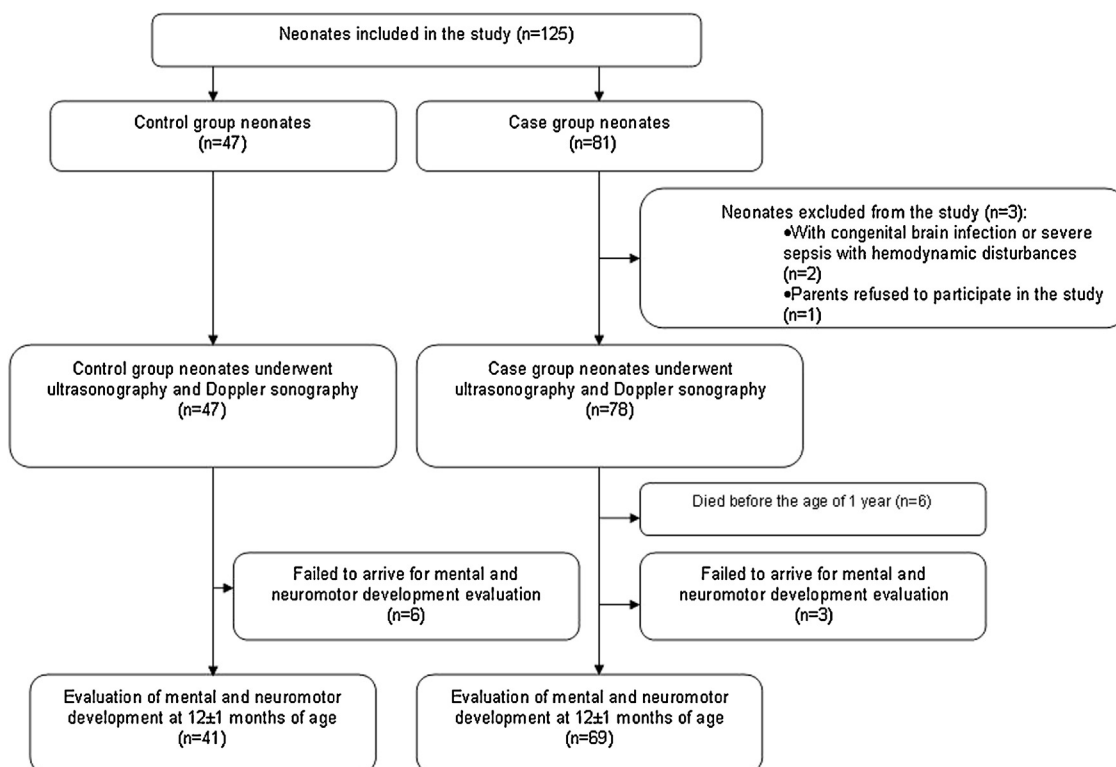 Neonates included in the study (n=125)
Control group neonates
(n=47)
Case group neonates
(n=81)
Neonates excluded from the study (n=3):
•With congenital brain infection or severe
sepsis with hemodynamic disturbances
(n=2)
•Parents refused to participate in the study
(n=1)
Control group neonates underwent
ultrasonography and Doppler sonography
(n=47)
Case group neonates underwent
ultrasonography and Doppler sonography
(n=78)
Died before the age of 1 year (n=6)
Failed to arrive for mental and
neuromotor development evaluation
(n=6)
Failed to arrive for mental and
neuromotor development evaluation
(n=3)
Evaluation of mental and neuromotor
development at 12±1 months of age
(n=41)
Evaluation of mental and neuromotor
development at 12±1 months of age
(n=69)